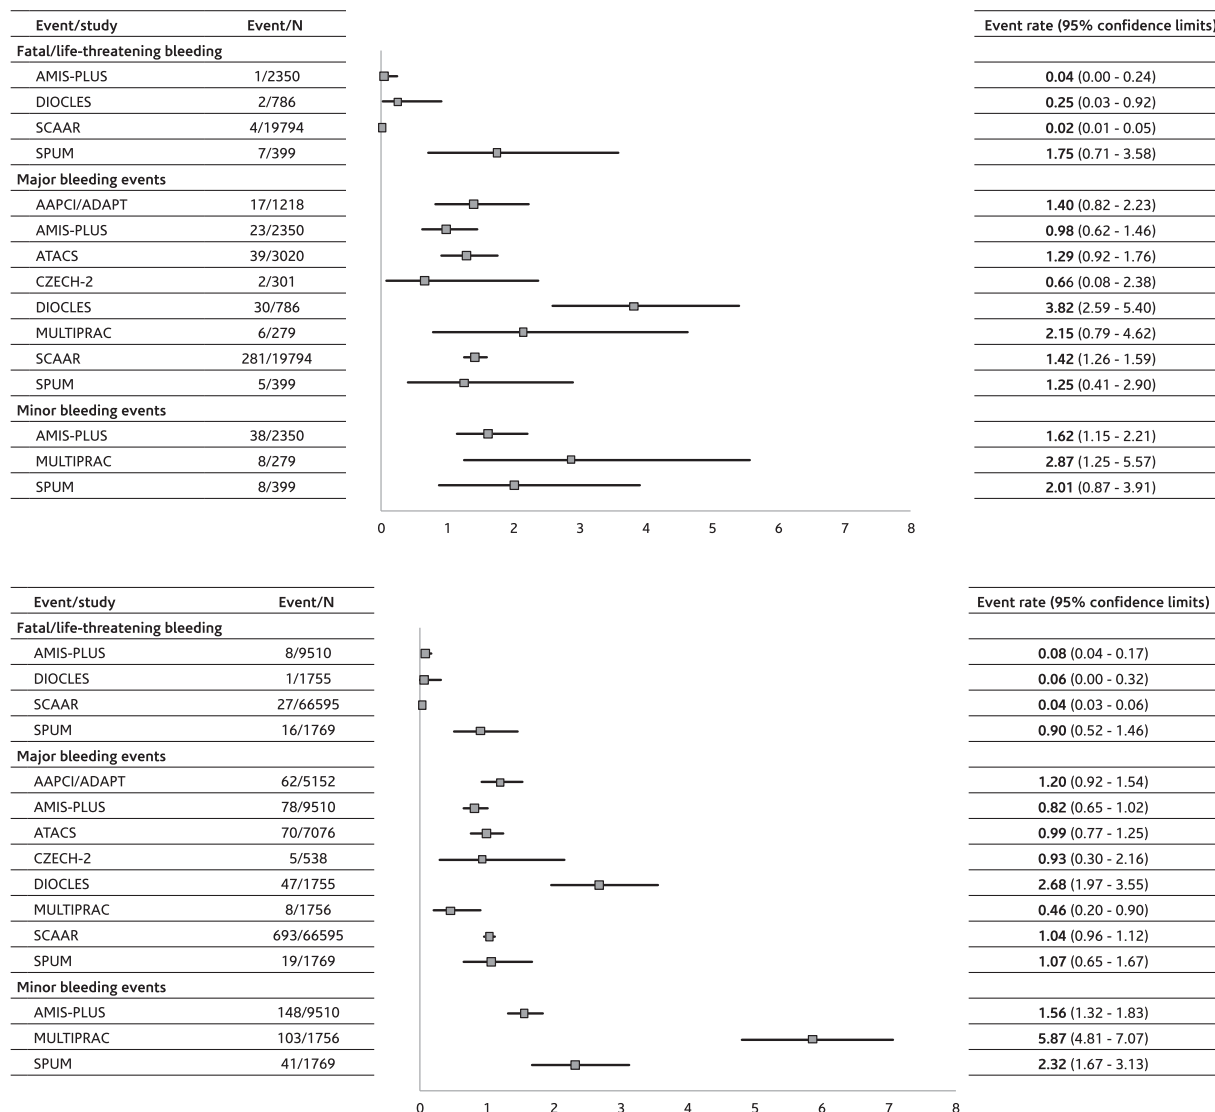 Event/study Event/N Event rate (95% confidence limits)
Fatal/life-threatening bleeding
AMIS-PLUS 1/2350 0.04 (0.00 - 0.24)
DIOCLES 2/786 0.25 (0.03 - 0.92)
SCAAR 4/19794 0.02 (0.01 - 0.05)
SPUM 7/399 1.75 (0.71 - 3.58)
Major bleeding events
AAPCI/ADAPT 17/1218 1.40 (0.82 - 2.23)
AMIS-PLUS 23/2350 0.98 (0.62 - 1.46)
ATACS 39/3020 1.29 (0.92 - 1.76)
CZECH-2 2/301 0.66 (0.08 - 2.38)
DIOCLES 30/786 3.82 (2.59 - 5.40)
MULTIPRAC 6/279 2.15 (0.79 - 4.62)
SCAAR 281/19794 1.42 (1.26 - 1.59)
SPUM 5/399 1.25 (0.41 - 2.90)
Minor bleeding events
AMIS-PLUS 38/2350 1.62 (1.15 - 2.21)
MULTIPRAC 8/279 2.87 (1.25 - 5.57)
SPUM 8/399 2.01 (0.87 - 3.91)
0 1 2 3 4 5 6 7 8
Event/study Event/N Event rate (95% confidence limits)
Fatal/life-threatening bleeding
AMIS-PLUS 8/9510 0.08 (0.04 - 0.17)
DIOCLES 1/1755 0.06 (0.00 - 0.32)
SCAAR 27/66595 0.04 (0.03 - 0.06)
SPUM 16/1769 0.90 (0.52 - 1.46)
Major bleeding events
AAPCI/ADAPT 62/5152 1.20 (0.92 - 1.54)
AMIS-PLUS 78/9510 0.82 (0.65 - 1.02)
ATACS 70/7076 0.99 (0.77 - 1.25)
CZECH-2 5/538 0.93 (0.30 - 2.16)
DIOCLES 47/1755 2.68 (1.97 - 3.55)
MULTIPRAC 8/1756 0.46 (0.20 - 0.90)
SCAAR 693/66595 1.04 (0.96 - 1.12)
SPUM 19/1769 1.07 (0.65 - 1.67)
Minor bleeding events
AMIS-PLUS 148/9510 1.56 (1.32 - 1.83)
MULTIPRAC 103/1756 5.87 (4.81 - 7.07)
SPUM 41/1769 2.32 (1.67 - 3.13)
0 1 2 3 4 5 6 7 8